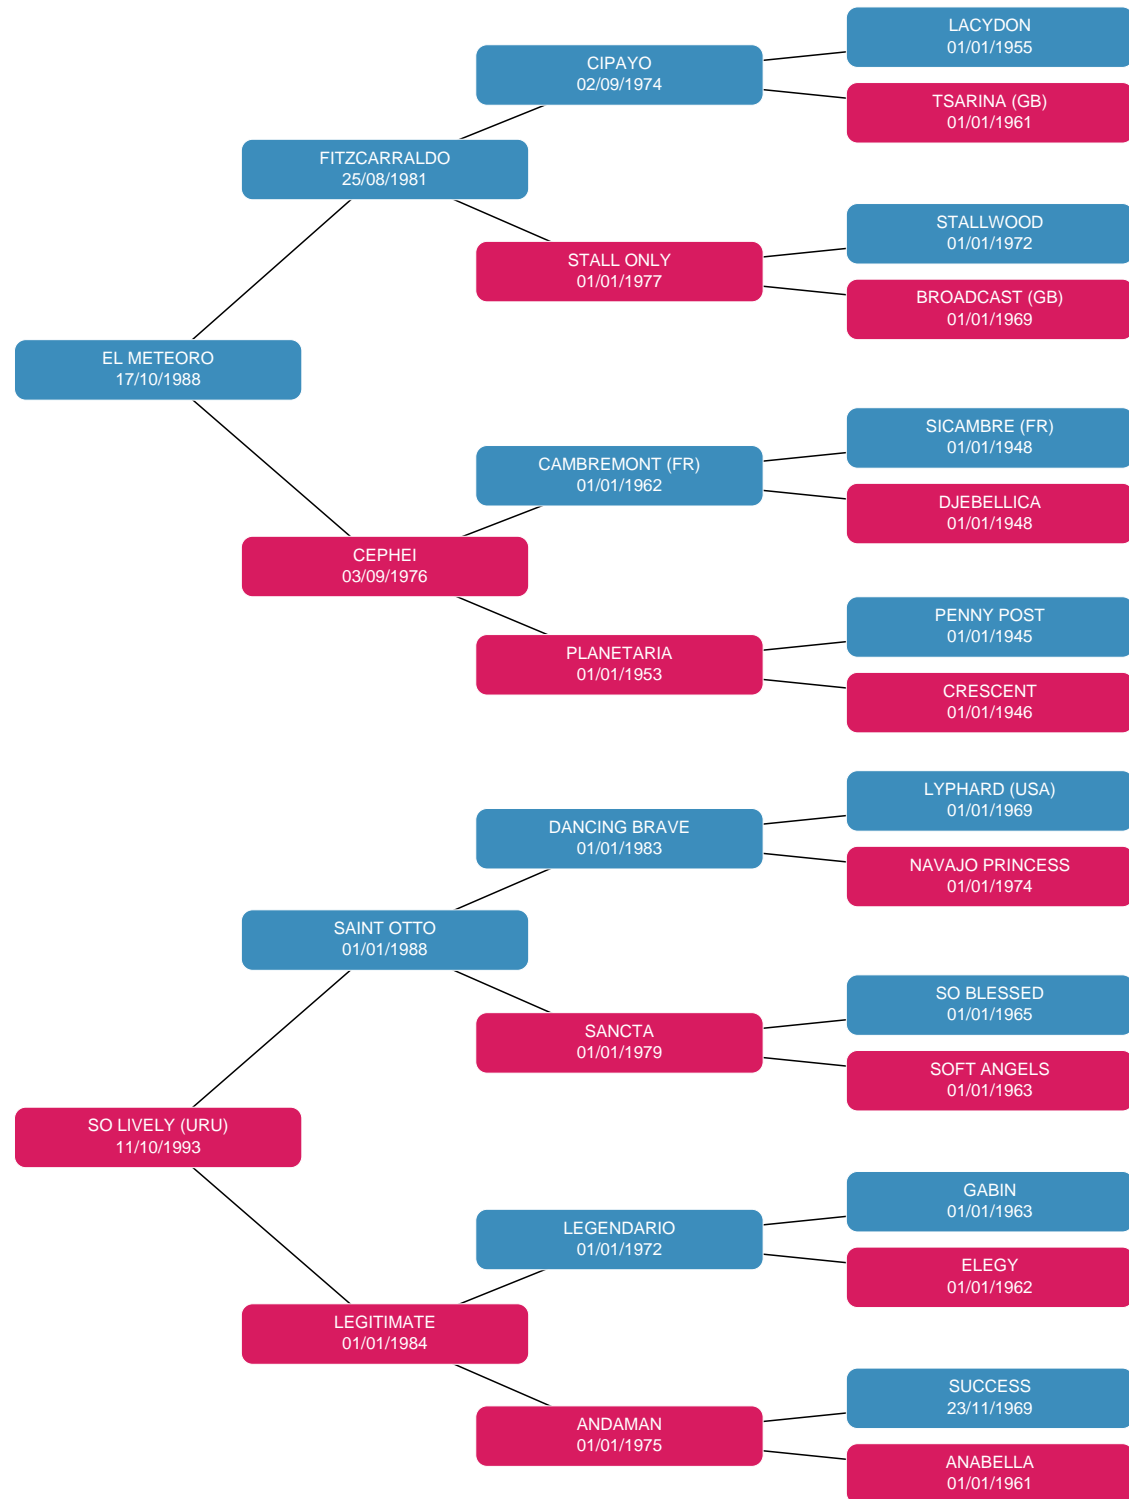 LACYDON
01/01/1955
CIPAYO
02/09/1974
TSARINA (GB)
01/01/1961
FITZCARRALDO
25/08/1981
STALLWOOD
01/01/1972
STALL ONLY
01/01/1977
BROADCAST (GB)
01/01/1969
EL METEORO
17/10/1988
SICAMBRE (FR)
01/01/1948
CAMBREMONT (FR)
01/01/1962
DJEBELLICA
01/01/1948
CEPHEI
03/09/1976
PENNY POST
01/01/1945
PLANETARIA
01/01/1953
CRESCENT
01/01/1946
LYPHARD (USA)
01/01/1969
DANCING BRAVE
01/01/1983
NAVAJO PRINCESS
01/01/1974
SAINT OTTO
01/01/1988
SO BLESSED
01/01/1965
SANCTA
01/01/1979
SOFT ANGELS
01/01/1963
SO LIVELY (URU)
11/10/1993
GABIN
01/01/1963
LEGENDARIO
01/01/1972
ELEGY
01/01/1962
LEGITIMATE
01/01/1984
SUCCESS
23/11/1969
ANDAMAN
01/01/1975
ANABELLA
01/01/1961